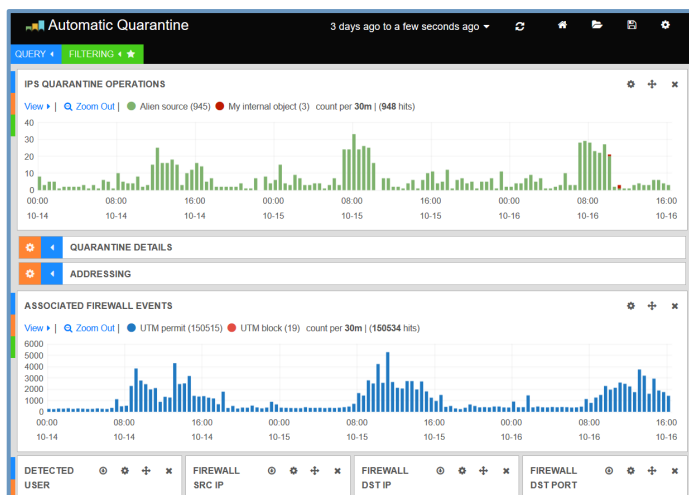 Automatic Quarantine
3 days ago to a few seconds ago
QUERY FILTERING
IPS QUARANTINE OPERATIONS
View | Zoom Out | Alien source (945) My internal object (3) count per 30m | (948 hits)
40
30
20
10
0
00:00 08:00 16:00 00:00 08:00 16:00 00:00 08:00 16:00
10-14 10-14 10-14 10-15 10-15 10-15 10-16 10-16 10-16
QUARANTINE DETAILS
ADDRESSING
ASSOCIATED FIREWALL EVENTS
View | Zoom Out | UTM permit (150515) UTM block (19) count per 30m | (150534 hits)
6000
5000
4000
3000
2000
1000
0
00:00 08:00 16:00 00:00 08:00 16:00 00:00 08:00 16:00
10-14 10-14 10-14 10-15 10-15 10-15 10-16 10-16 10-16
DETECTED USER
FIREWALL SRC IP
FIREWALL DST IP
FIREWALL DST PORT